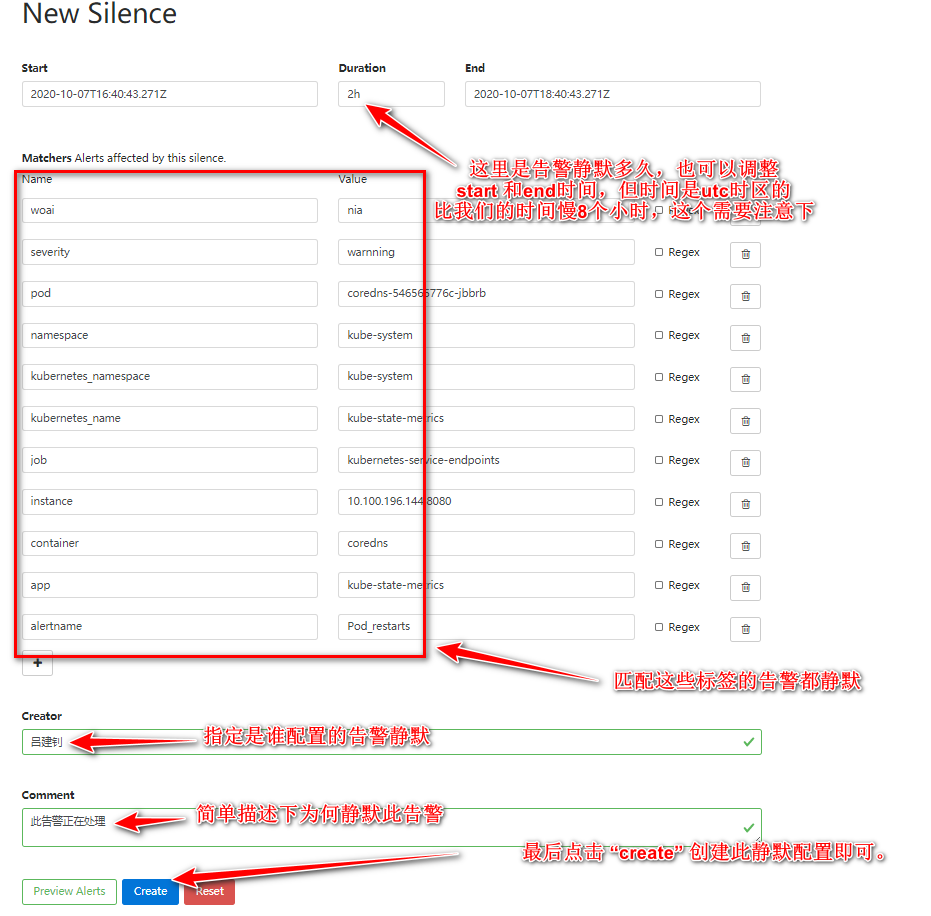 New Silence
Start Duration End
2020-10-07T16:40:43.271Z 2h 2020-10-07T18:40:43.271Z
Matchers Alerts affected by this silence.
这里是告警静默多久，也可以调整
start 和end时间，但时间是utc时区的
比我们的时间慢8个小时，这个需要注意下
Name Value
woai nia
severity warnning Regex
pod coredns-546565776c-jbbrb Regex
namespace kube-system Regex
kubernetes_namespace kube-system Regex
kubernetes_name kube-state-metrics Regex
job kubernetes-service-endpoints Regex
instance 10.100.196.144:8080 Regex
container coredns Regex
app kube-state-metrics Regex
alertname Pod_restarts Regex
+
匹配这些标签的告警都静默
Creator
吕建钊 指定是谁配置的告警静默
Comment
此告警正在处理 简单描述下为何静默此告警
最后点击 “create” 创建此静默配置即可。
Preview Alerts Create Reset